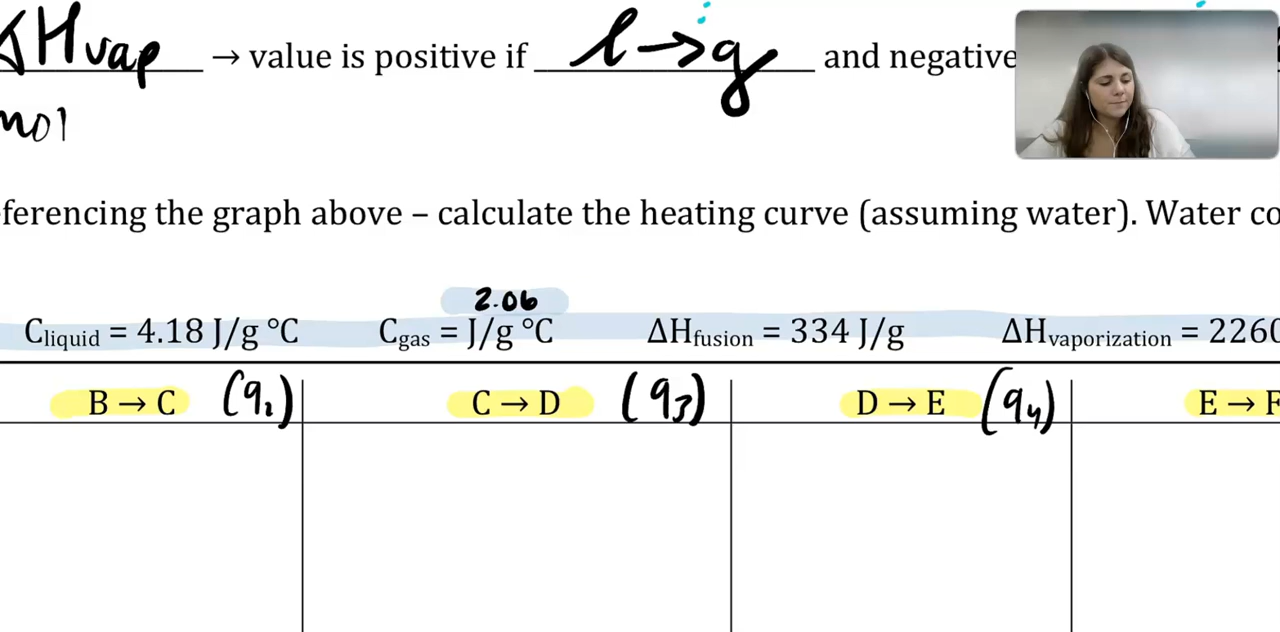 ΔHvap → value is positive if l→g and negative
mol
ferencing the graph above – calculate the heating curve (assuming water). Water co
2.06
Cliquid = 4.18 J/g °C Cgas = J/g °C ΔHfusion = 334 J/g ΔHvaporization = 2260
B → C (q2) C → D (q3) D → E (q4) E → F